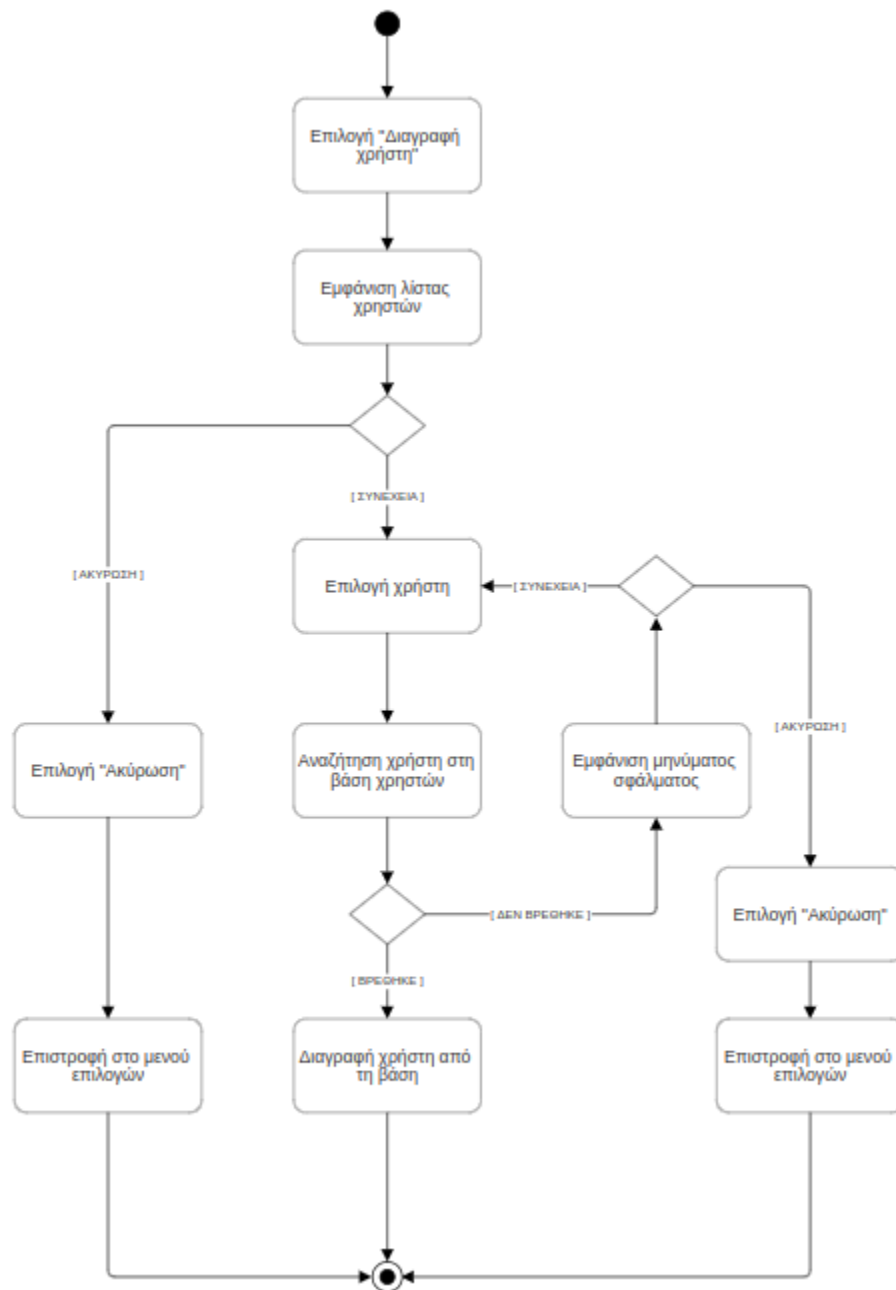 Επιλογή "Διαγραφή
χρήστη"
Εμφάνιση λίστας
χρηστών
[ ΣΥΝΕΧΕΙΑ ]
[ ΑΚΥΡΩΣΗ ]
Επιλογή χρήστη
[ ΣΥΝΕΧΕΙΑ ]
[ ΑΚΥΡΩΣΗ ]
Επιλογή "Ακύρωση"
Αναζήτηση χρήστη στη
βάση χρηστών
Εμφάνιση μηνύματος
σφάλματος
[ ΔΕΝ ΒΡΕΘΗΚΕ ]
Επιλογή "Ακύρωση"
[ ΒΡΕΘΗΚΕ ]
Επιστροφή στο μενού
επιλογών
Διαγραφή χρήστη από
τη βάση
Επιστροφή στο μενού
επιλογών